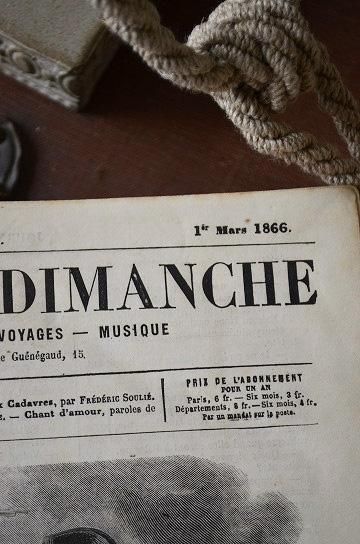 1er Mars 1866.
DIMANCHE
VOYAGES — MUSIQUE
e Guénégaud, 15.
x Cadavres, par FRÉDÉRIC SOULIÉ.
E. — Chant d'amour, paroles de
PRIX DE L'ABONNEMENT
POUR UN AN
Paris, 6 fr. — Six mois, 3 fr.
Départements, 8 fr. — Six mois, 4 fr.
Par un mandat sur la poste.